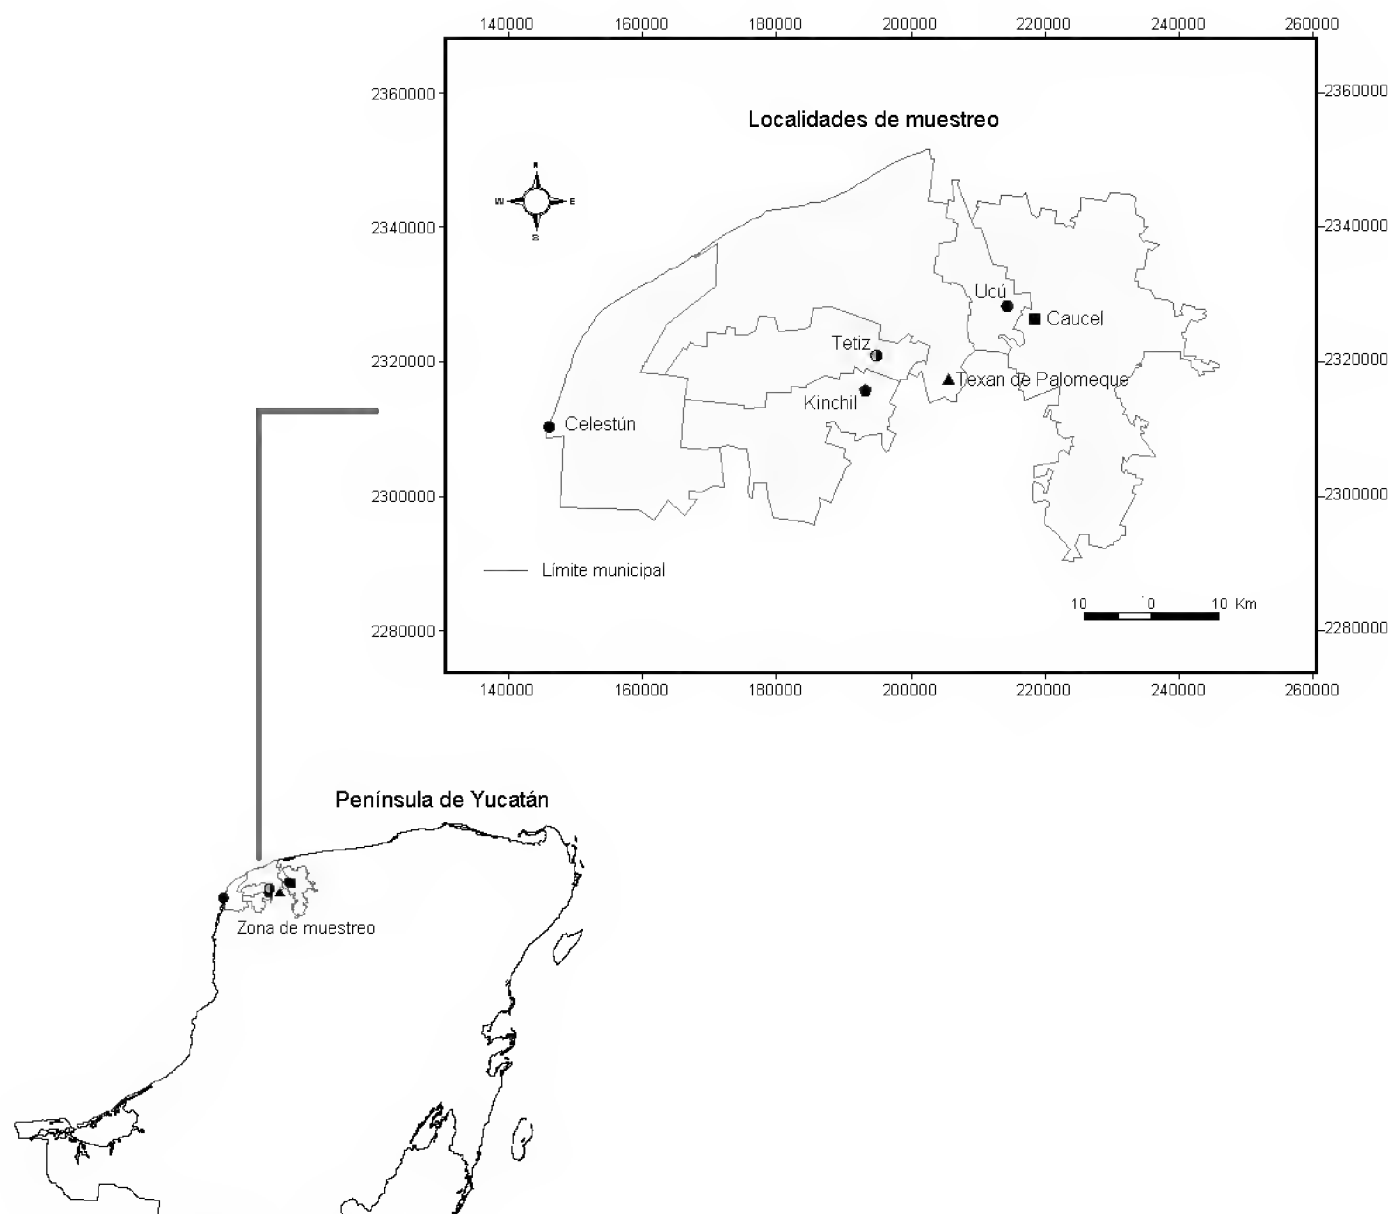 140000 160000 180000 200000 220000 240000 260000
2360000 2360000
Localidades de muestreo
N
W E
S
2340000 2340000
Ucú
Caucel
Tetiz
2320000 2320000
Texan de Palomeque
Kinchil
Celestún
2300000 2300000
Límite municipal
10 0 10 Km
2280000 2280000
140000 160000 180000 200000 220000 240000 260000
Península de Yucatán
Zona de muestreo